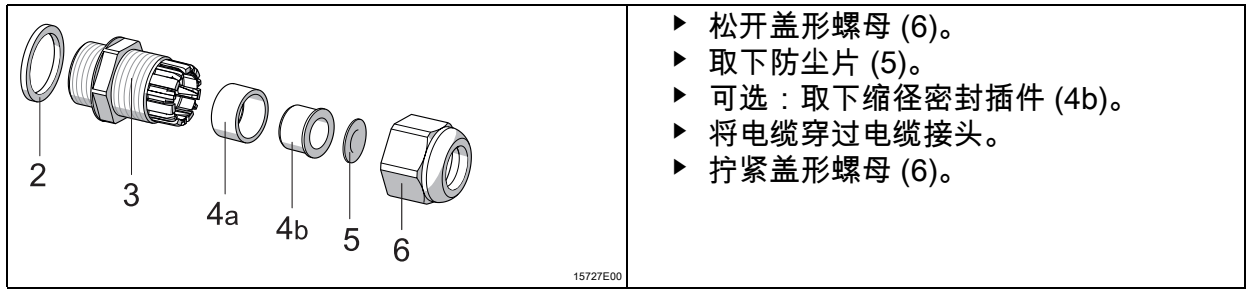 2
3
4a
4b
5
6
15727E00
▶ 松开盖形螺母 (6)。
▶ 取下防尘片 (5)。
▶ 可选：取下缩径密封插件 (4b)。
▶ 将电缆穿过电缆接头。
▶ 拧紧盖形螺母 (6)。